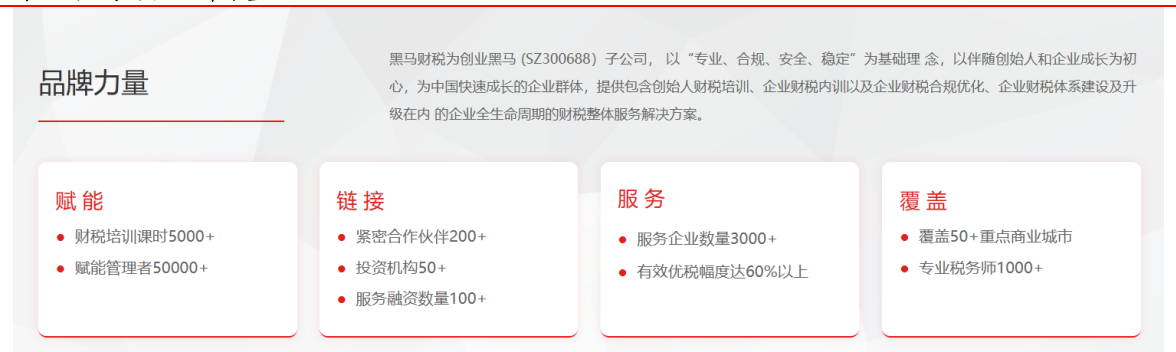 品牌力量
黑马财税为创业黑马 (SZ300688) 子公司， 以“专业、合规、安全、稳定”为基础理 念，以伴随创始人和企业成长为初
心，为中国快速成长的企业群体，提供包含创始人财税培训、企业财税内训以及企业财税合规优化、企业财税体系建设及升
级在内 的企业全生命周期的财税整体服务解决方案。
赋 能
财税培训课时5000+
赋能管理者50000+
链 接
紧密合作伙伴200+
投资机构50+
服务融资数量100+
服 务
服务企业数量3000+
有效优税幅度达60%以上
覆 盖
覆盖50+重点商业城市
专业税务师1000+